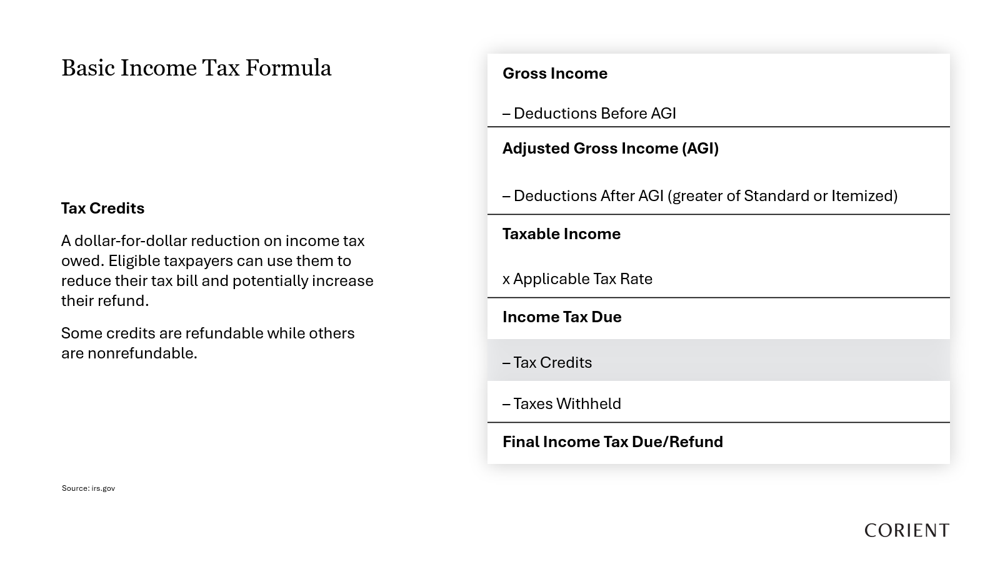 Basic Income Tax Formula
Tax Credits
A dollar-for-dollar reduction on income tax
owed. Eligible taxpayers can use them to
reduce their tax bill and potentially increase
their refund.
Some credits are refundable while others
are nonrefundable.
Source: irs.gov
Gross Income
– Deductions Before AGI
Adjusted Gross Income (AGI)
– Deductions After AGI (greater of Standard or Itemized)
Taxable Income
x Applicable Tax Rate
Income Tax Due
– Tax Credits
– Taxes Withheld
Final Income Tax Due/Refund
CORIENT